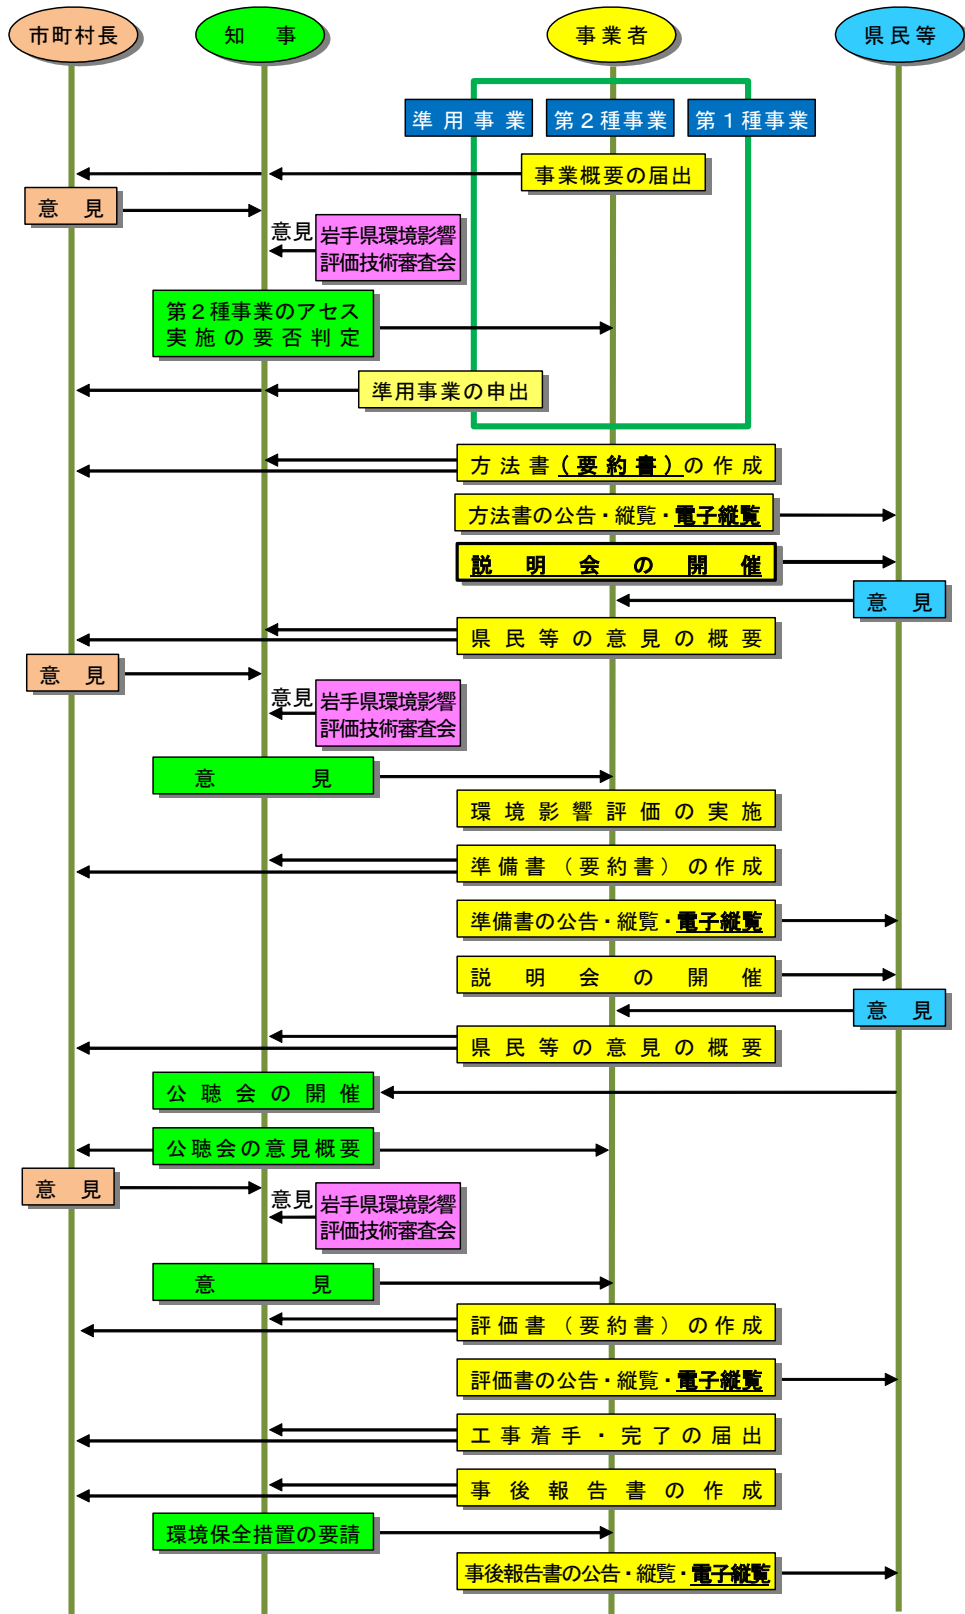 市町村長
知　事
事業者
県民等
準用事業
第２種事業
第１種事業
事業概要の届出
意　見
意見
岩手県環境影響
評価技術審査会
第２種事業のアセス
実施の要否判定
準用事業の申出
方法書（要約書）の作成
方法書の公告・縦覧・電子縦覧
説明会の開催
意　見
県民等の意見の概要
意　見
意見
岩手県環境影響
評価技術審査会
意　見
環境影響評価の実施
準備書（要約書）の作成
準備書の公告・縦覧・電子縦覧
説明会の開催
意　見
県民等の意見の概要
公聴会の開催
公聴会の意見概要
意　見
意見
岩手県環境影響
評価技術審査会
意　見
評価書（要約書）の作成
評価書の公告・縦覧・電子縦覧
工事着手・完了の届出
事後報告書の作成
環境保全措置の要請
事後報告書の公告・縦覧・電子縦覧